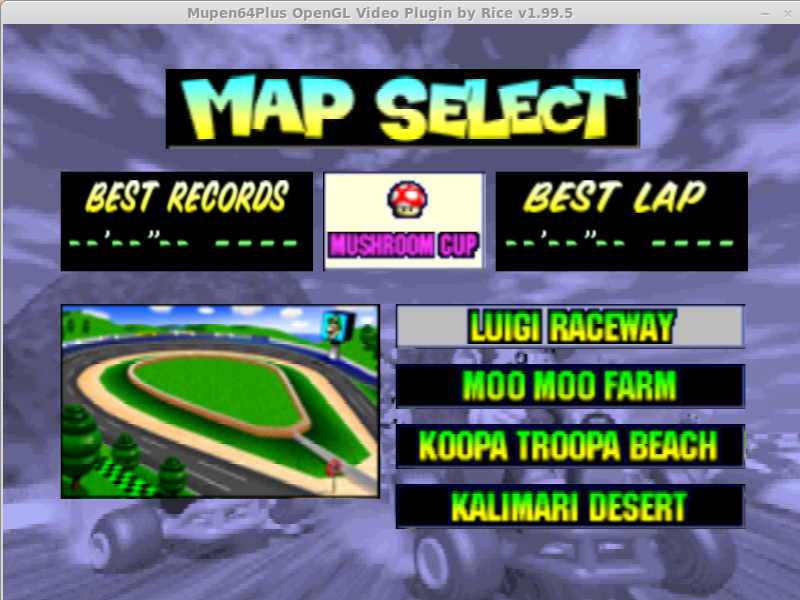 Mupen64Plus OpenGL Video Plugin by Rice v1.99.5
MAP SELECT
BEST RECORDS
--'--"-- ----
MUSHROOM CUP
BEST LAP
--'--"-- ----
LUIGI RACEWAY
MOO MOO FARM
KOOPA TROOPA BEACH
KALIMARI DESERT